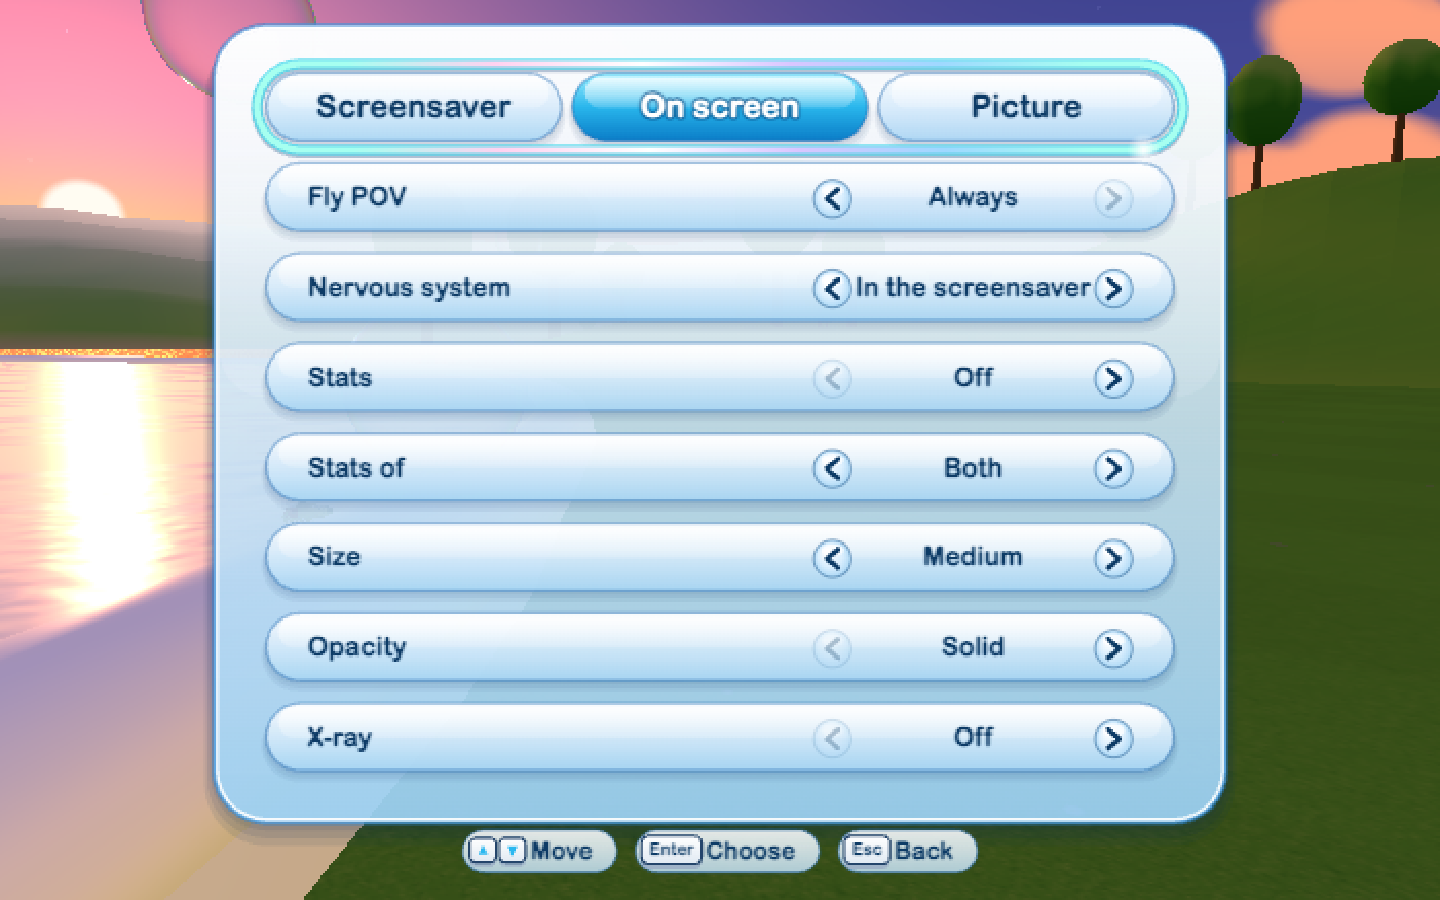 Screensaver On screen Picture
Fly POV Always
Nervous system In the screensaver
Stats Off
Stats of Both
Size Medium
Opacity Solid
X-ray Off
Move Enter Choose Esc Back